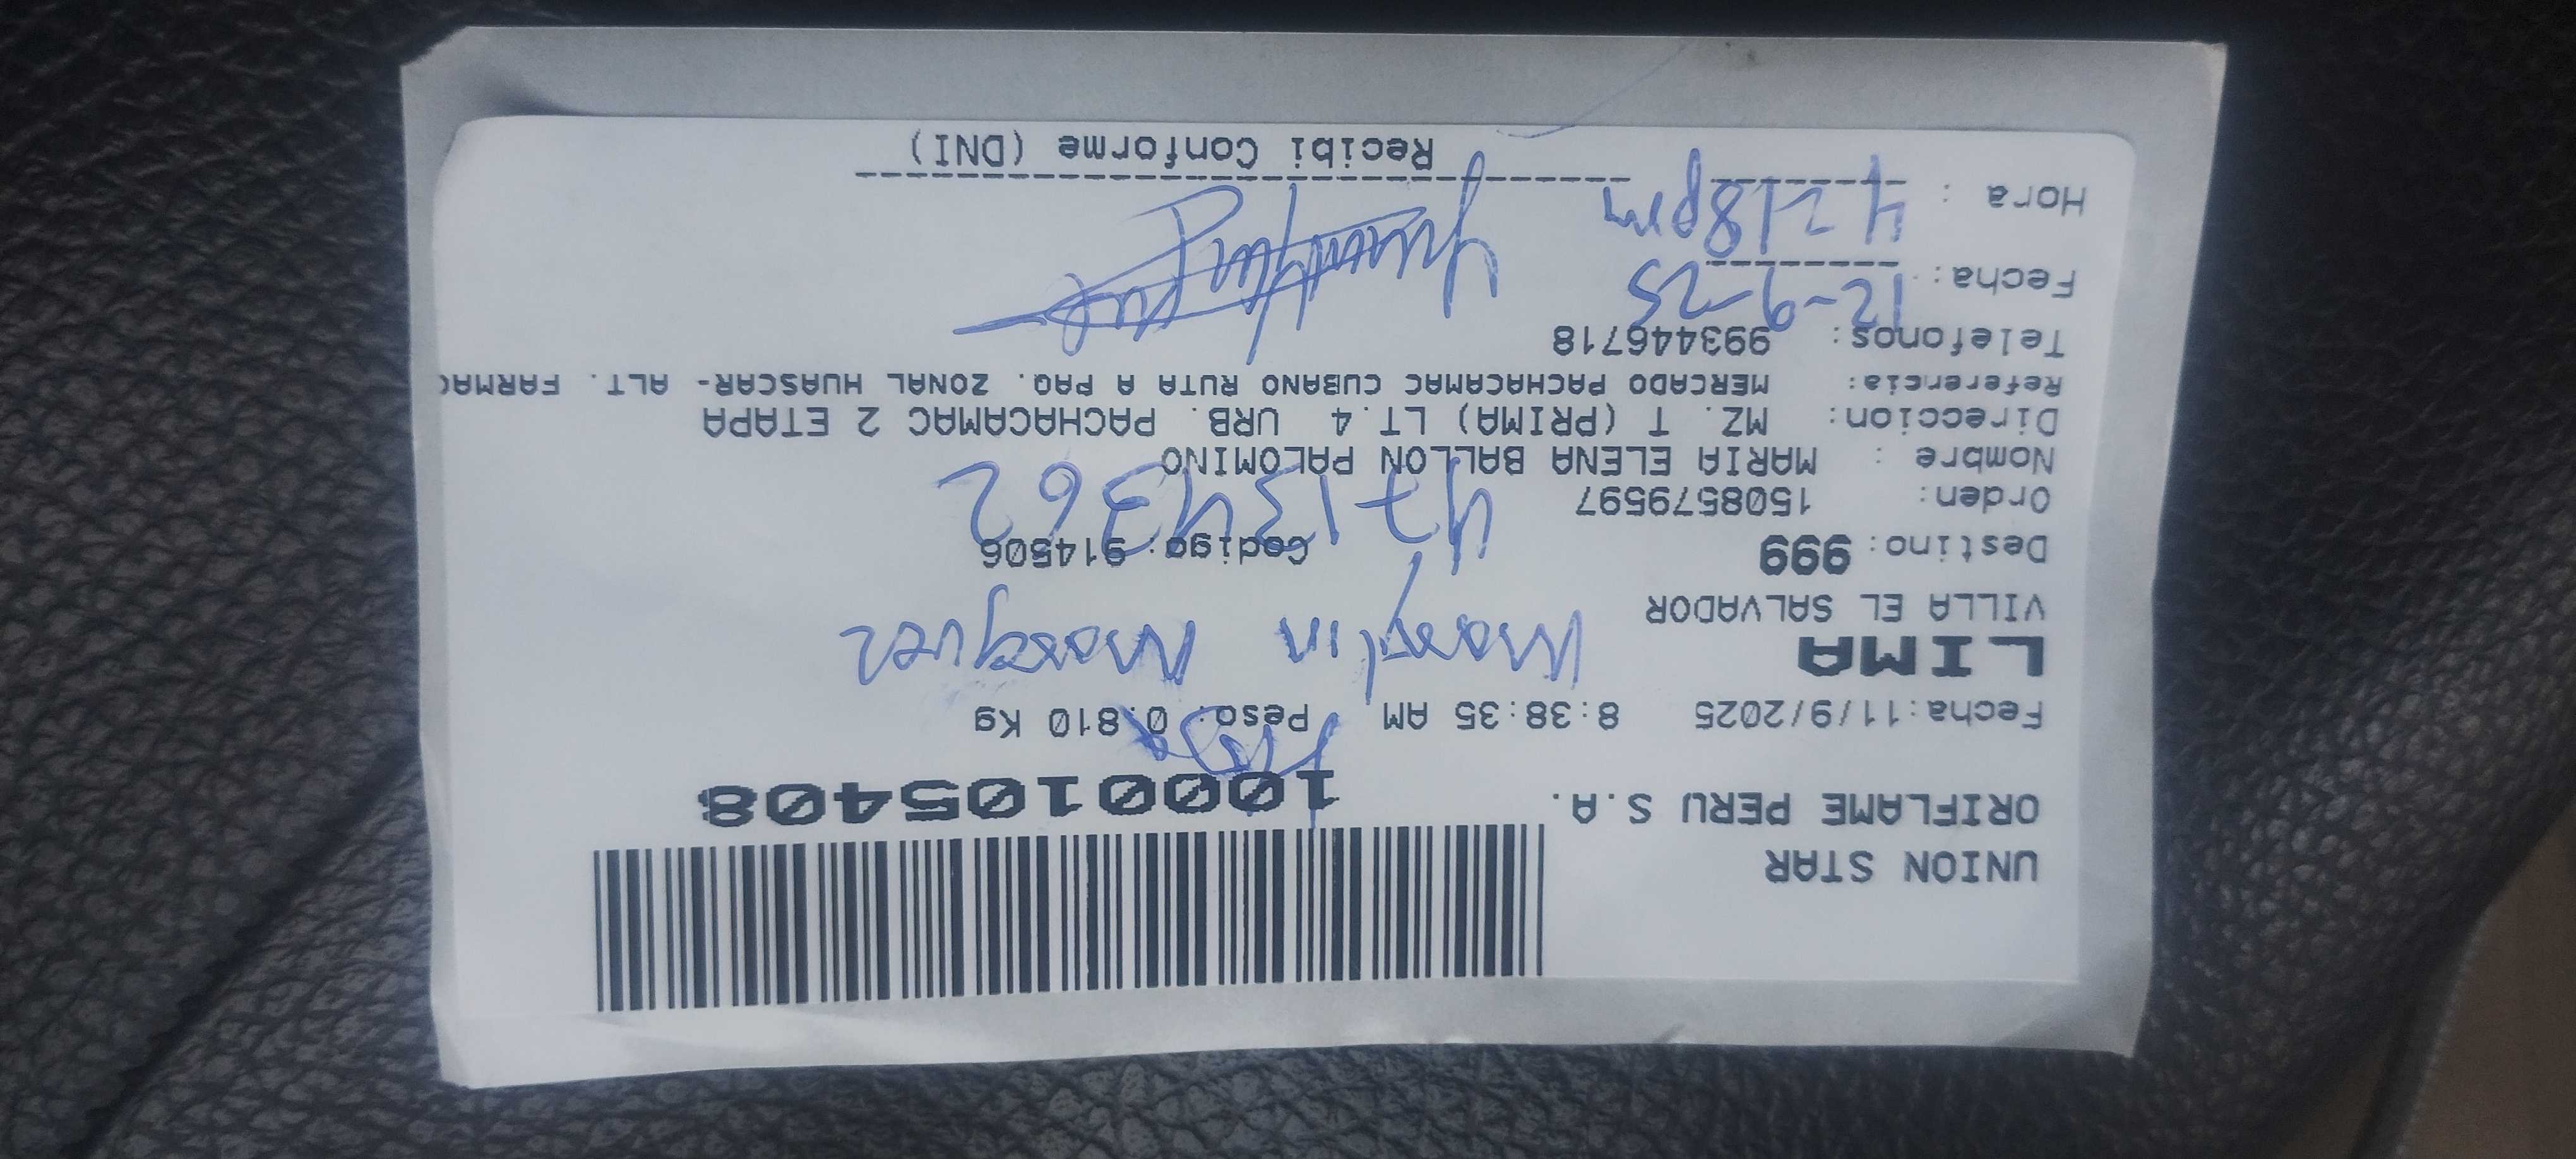 UNION STAR
ORIFLAME PERU S.A.
1000105408
Fecha:11/9/2025 8:38:35 AM Peso: 0.810 Kg
LIMA
Marylin Marquez
VILLA EL SALVADOR
Destino: 999 Codigo: 914506
47134362
Orden: 1508579597
Nombre : MARIA ELENA BALLON PALOMINO
Direccion: MZ. T (PRIMA) LT.4 URB. PACHACAMAC 2 ETAPA
Referencia: MERCADO PACHACAMAC CUBANO RUTA A PAQ. ZONAL HUASCAR- ALT. FARMAC
Telefonos: 993446718
Fecha: 12-9-25
Hora : 4:18pm
Recibi Conforme (DNI)